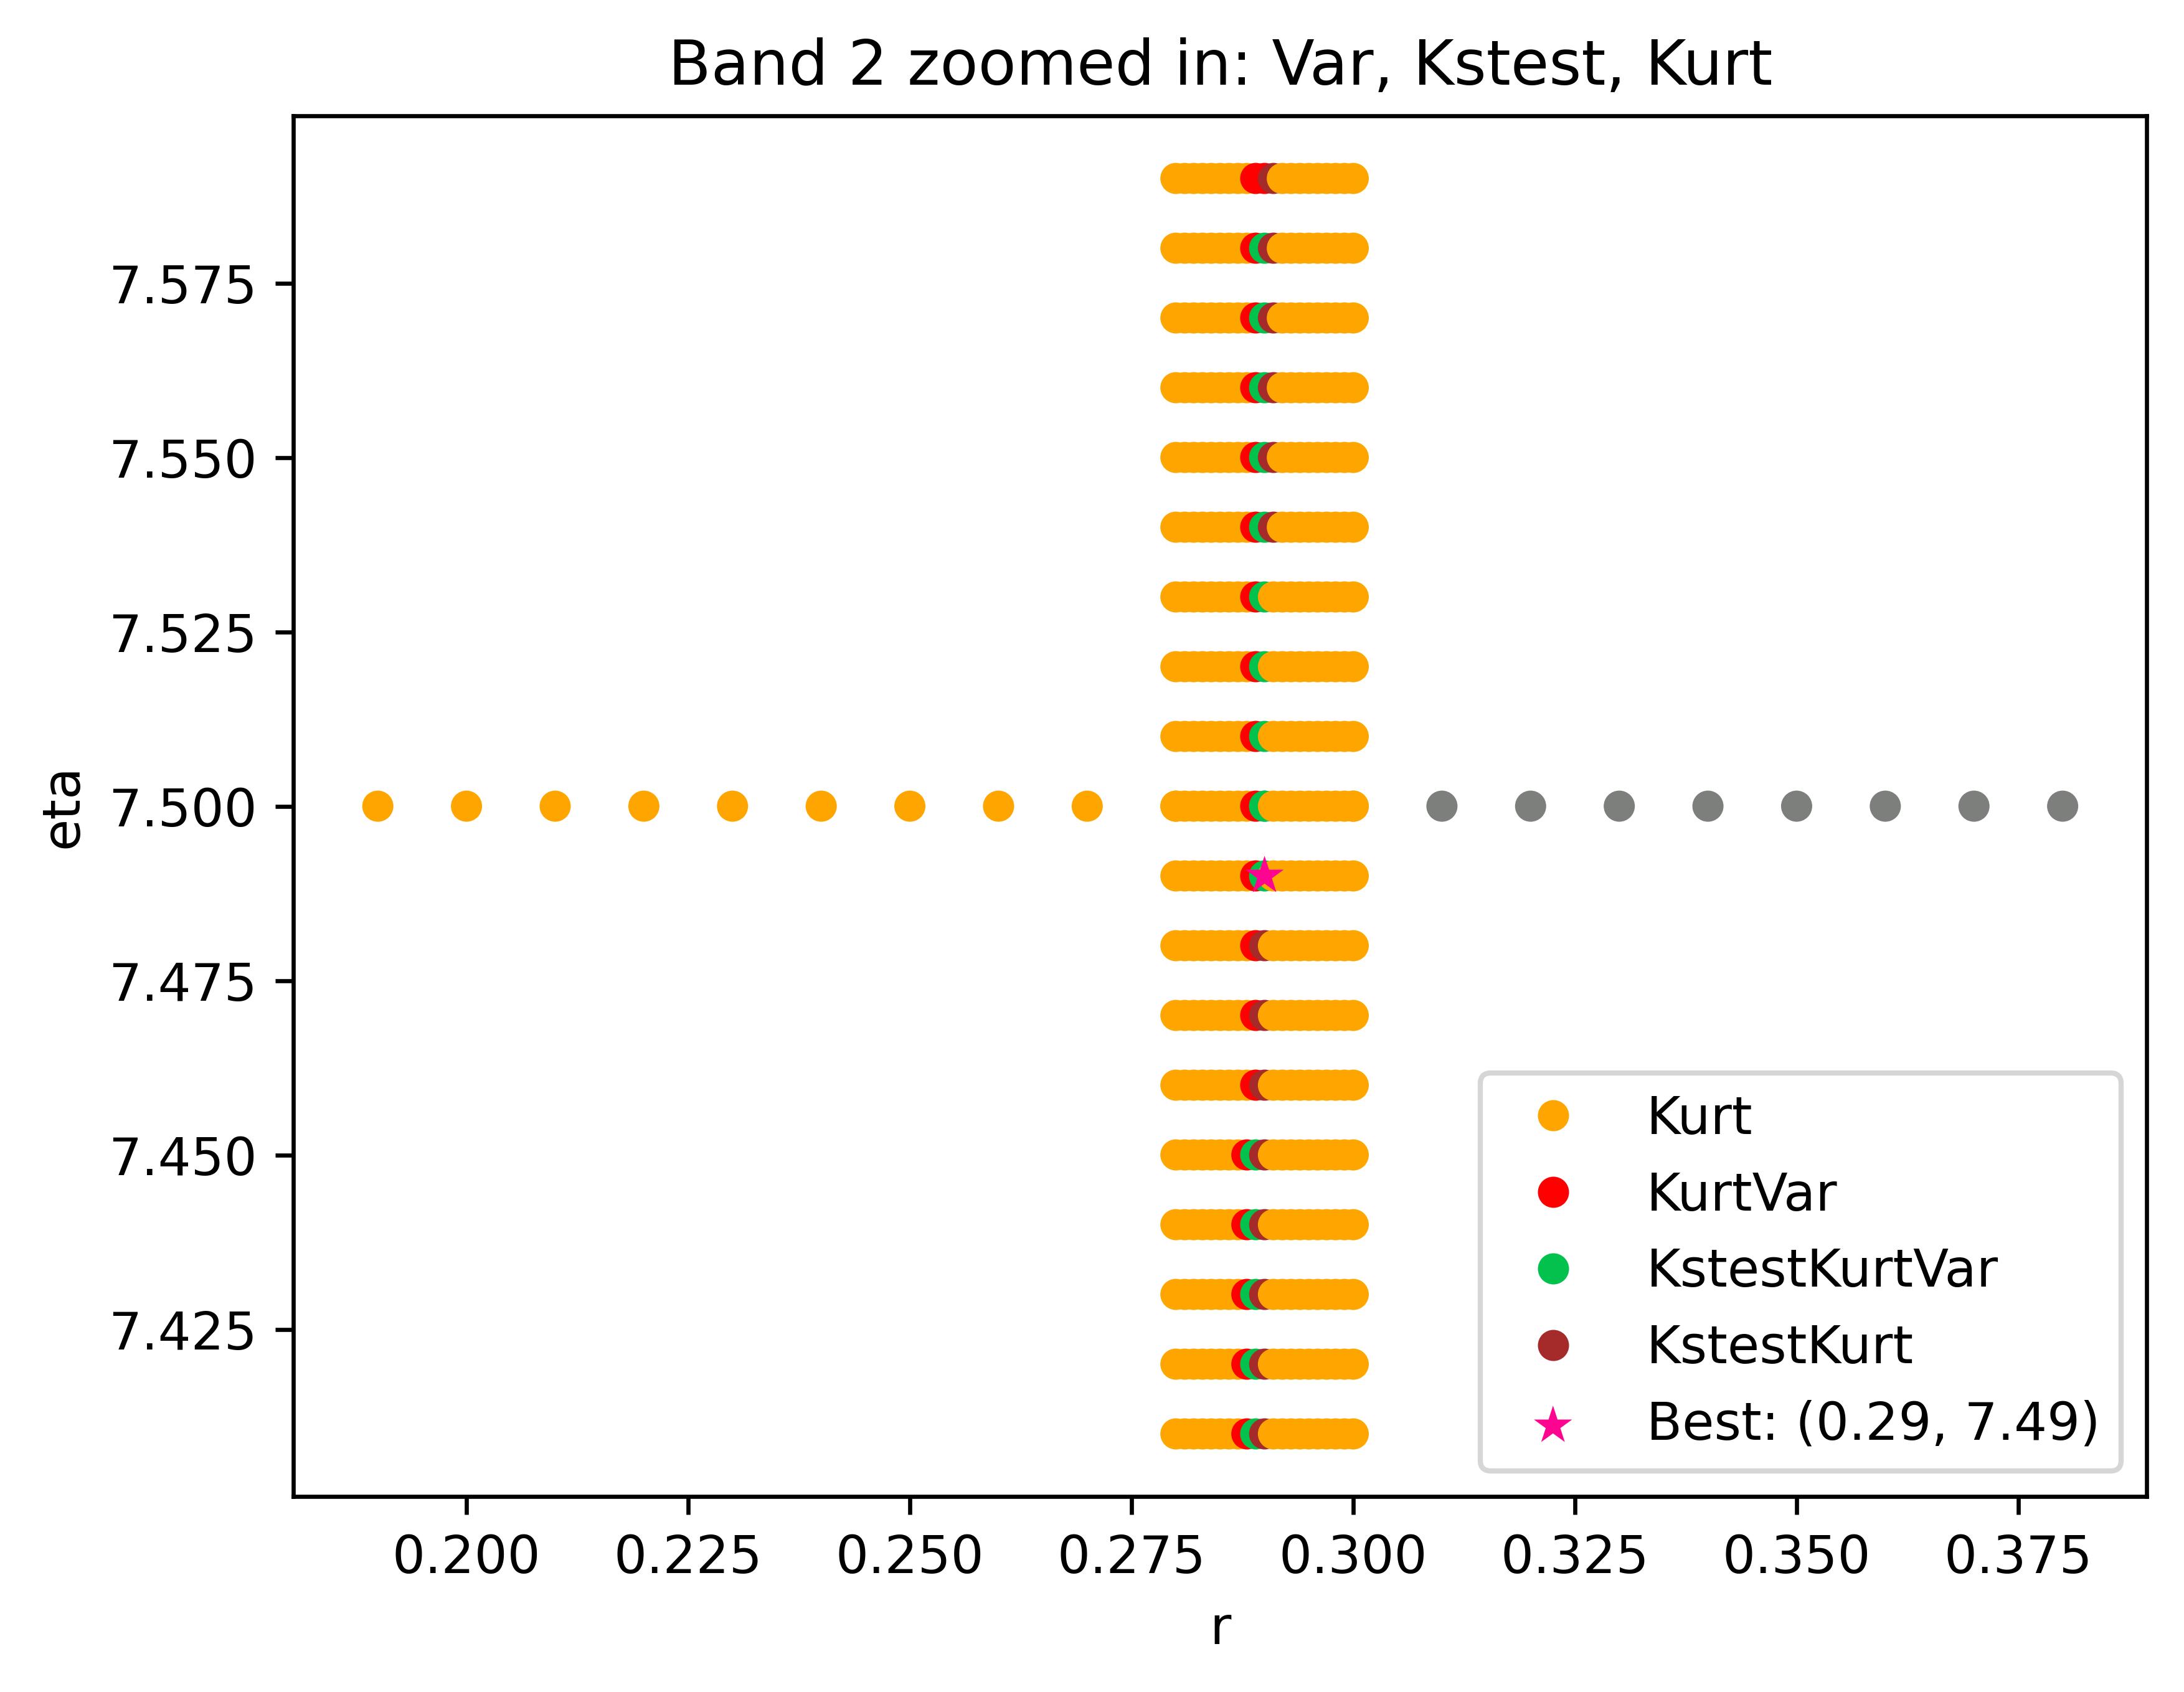 Band 2 zoomed in: Var, Kstest, Kurt
eta
7.575
7.550
7.525
7.500
7.475
7.450
7.425
Kurt
KurtVar
KstestKurtVar
KstestKurt
Best: (0.29, 7.49)
0.200 0.225 0.250 0.275 0.300 0.325 0.350 0.375
r